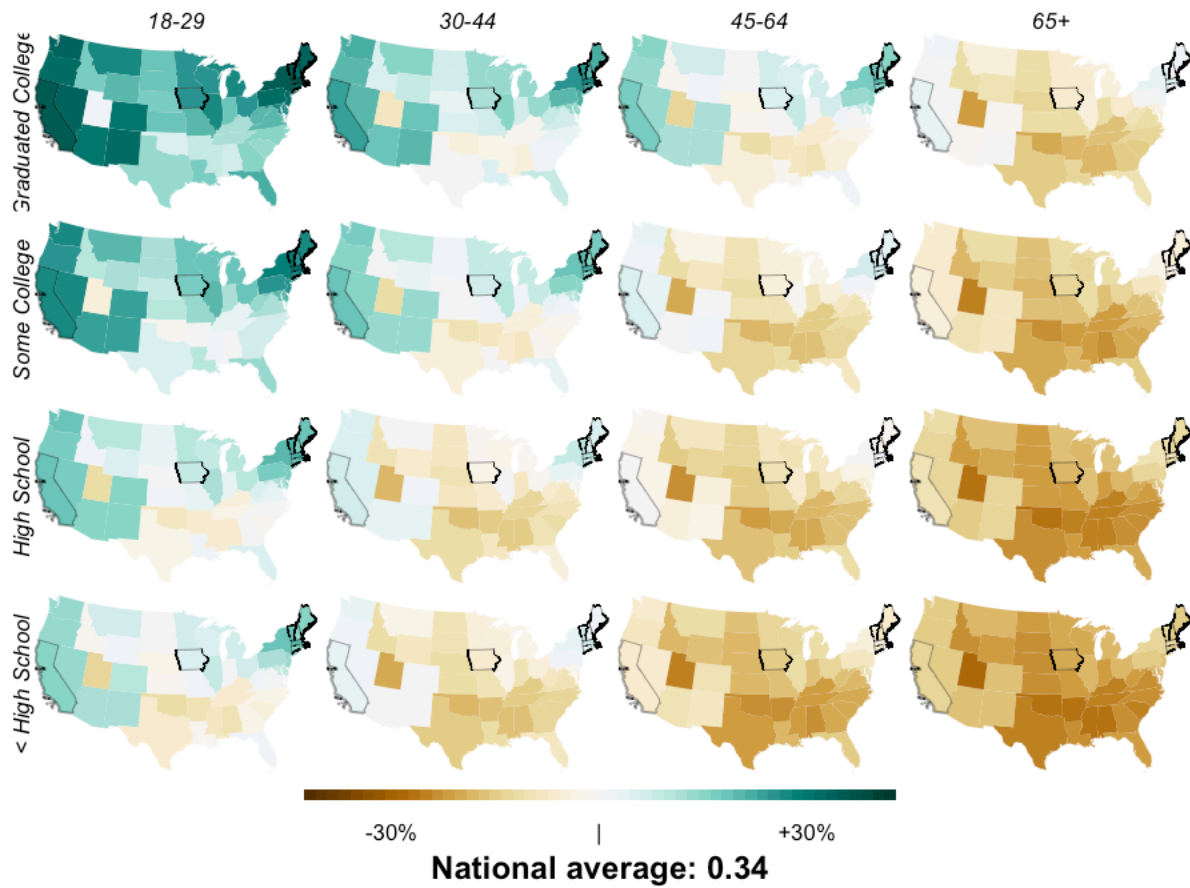 18-29 30-44 45-64 65+
Graduated College
Some College
High School
< High School
-30% | +30%
National average: 0.34